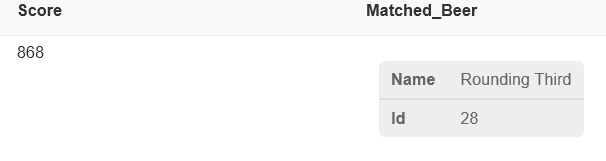 Score Matched_Beer
868
Name Rounding Third
Id 28